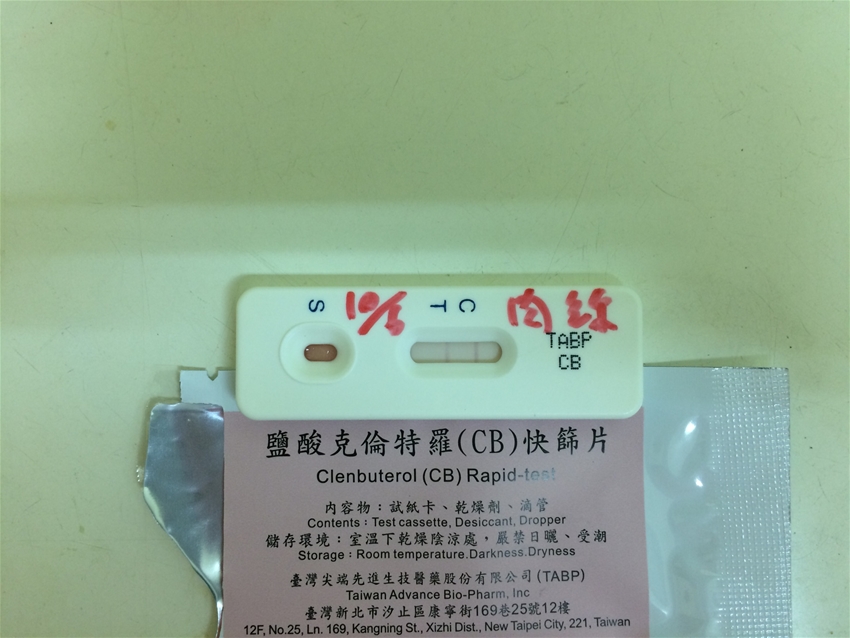 S 10/5 T C 肉絲
TABP
CB
鹽酸克倫特羅(CB)快篩片
Clenbuterol (CB) Rapid-test
內容物：試紙卡、乾燥劑、滴管
Contents : Test cassette, Desiccant, Dropper
儲存環境：室溫下乾燥陰涼處，嚴禁日曬、受潮
Storage : Room temperature.Darkness.Dryness
臺灣尖端先進生技醫藥股份有限公司(TABP)
Taiwan Advance Bio-Pharm, Inc
臺灣新北市汐止區康寧街169巷25號12樓
12F, No.25, Ln. 169, Kangning St., Xizhi Dist., New Taipei City, 221, Taiwan